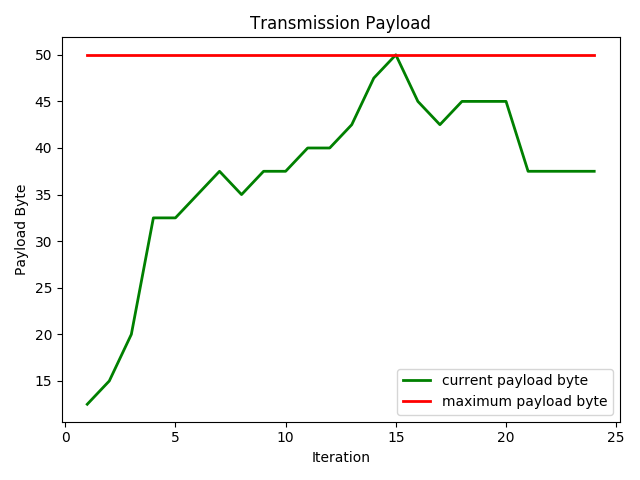 Transmission Payload
Payload Byte
50
45
40
35
30
25
20
15
0 5 10 15 20 25
Iteration
current payload byte
maximum payload byte